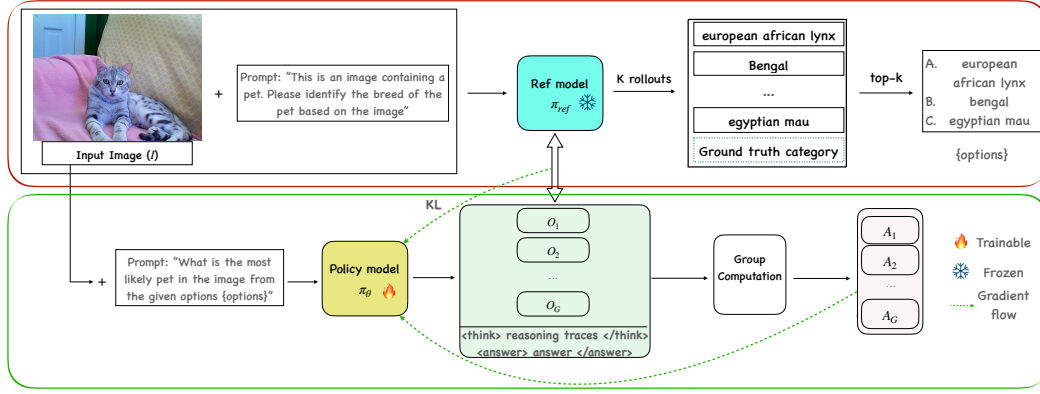 Prompt: “This is an image containing a
pet. Please identify the breed of the
pet based on the image”
+
Input Image (I)
Ref model
π_ref
K rollouts
european african lynx
Bengal
...
egyptian mau
Ground truth category
top-k
A. european
african lynx
B. bengal
C. egyptian mau
{options}
KL
+
Prompt: “What is the most
likely pet in the image from
the given options {options}”
Policy model
π_θ
O_1
O_2
...
O_G
<think> reasoning traces </think>
<answer> answer </answer>
Group
Computation
A_1
A_2
...
A_G
Trainable
Frozen
Gradient
flow